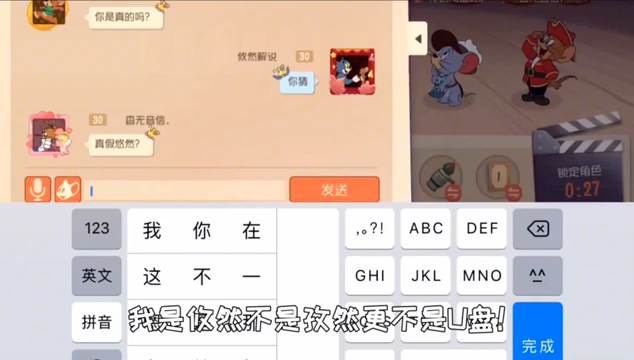 你是真的吗?
攸然解说 30
你猜
30 杳无音信.
真假悠然?
发送
锁定角色
0:27
123 我 你 在 ,。?! ABC DEF
英文 这 不 一 GHI JKL MNO ^^
拼音
我是攸然不是孜然更不是U盘!
完成